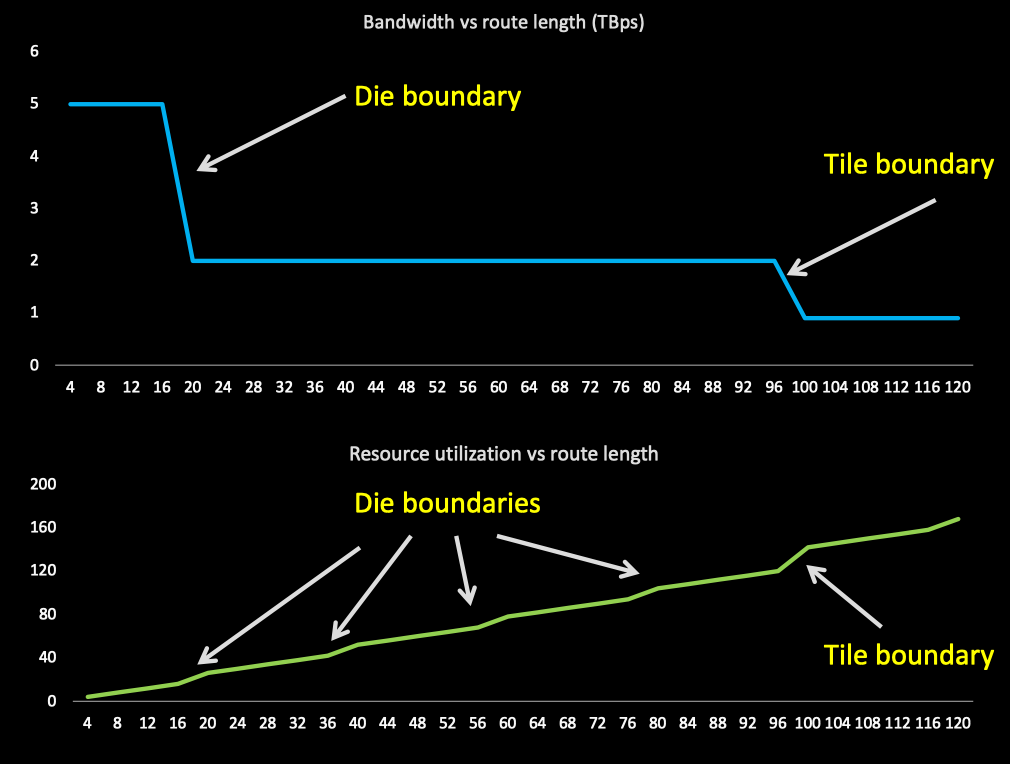 Bandwidth vs route length (TBps)
6
Die boundary
5
4
Tile boundary
3
2
1
0
4 8 12 16 20 24 28 32 36 40 44 48 52 56 60 64 68 72 76 80 84 88 92 96 100 104 108 112 116 120
Resource utilization vs route length
200
Die boundaries
160
120
80
40
Tile boundary
0
4 8 12 16 20 24 28 32 36 40 44 48 52 56 60 64 68 72 76 80 84 88 92 96 100 104 108 112 116 120